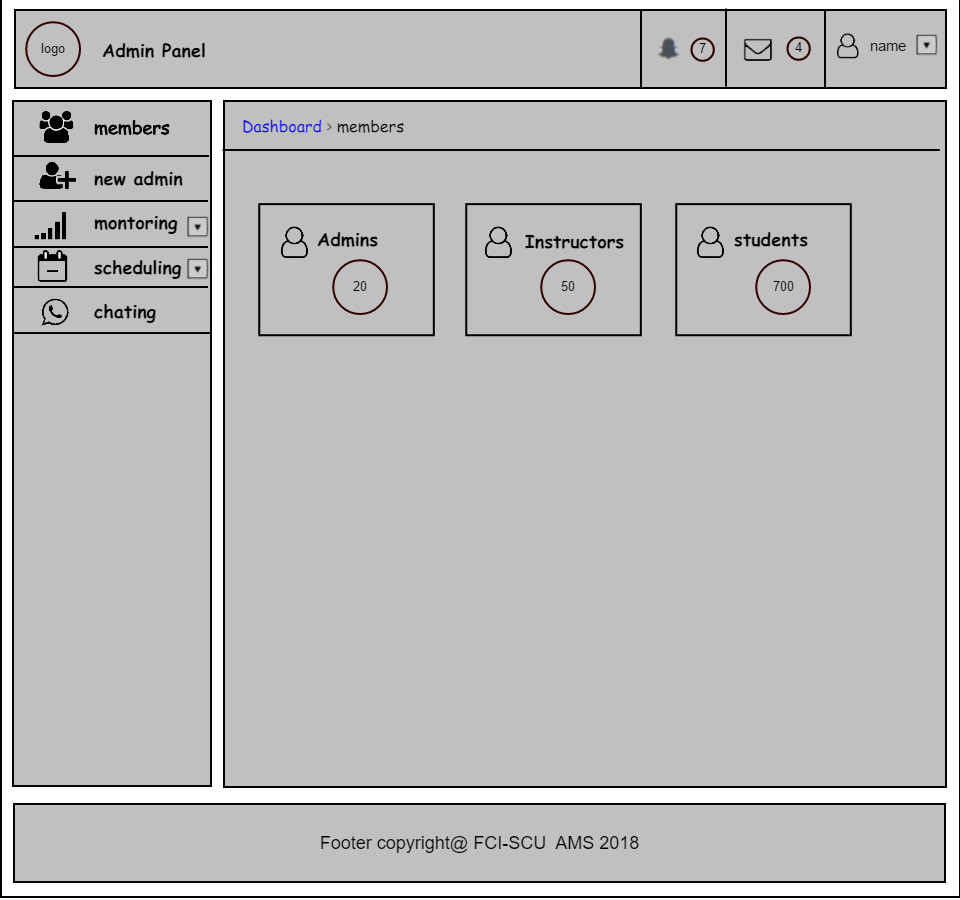 logo
Admin Panel
7
4
name
members
new admin
montoring
scheduling
chating
Dashboard > members
Admins
20
Instructors
50
students
700
Footer copyright@ FCI-SCU  AMS 2018